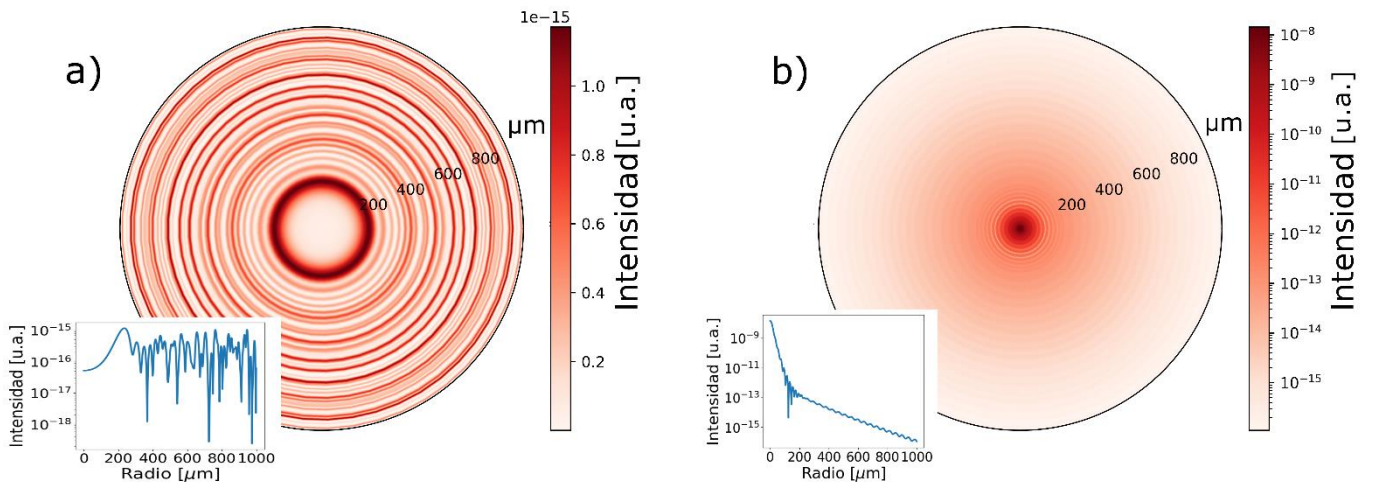 a)
1e−15
1.0
0.8
0.6
0.4
0.2
Intensidad[u.a.]
µm
800
600
400
200
Intensidad [u.a.]
10⁻¹⁵
10⁻¹⁶
10⁻¹⁷
10⁻¹⁸
0 200 400 600 800 1000
Radio [µm]
b)
10⁻⁸
10⁻⁹
10⁻¹⁰
10⁻¹¹
10⁻¹²
10⁻¹³
10⁻¹⁴
10⁻¹⁵
Intensidad [u.a.]
µm
800
600
400
200
Intensidad [u.a.]
10⁻⁹
10⁻¹¹
10⁻¹³
10⁻¹⁵
0 200 400 600 800 1000
Radio [µm]